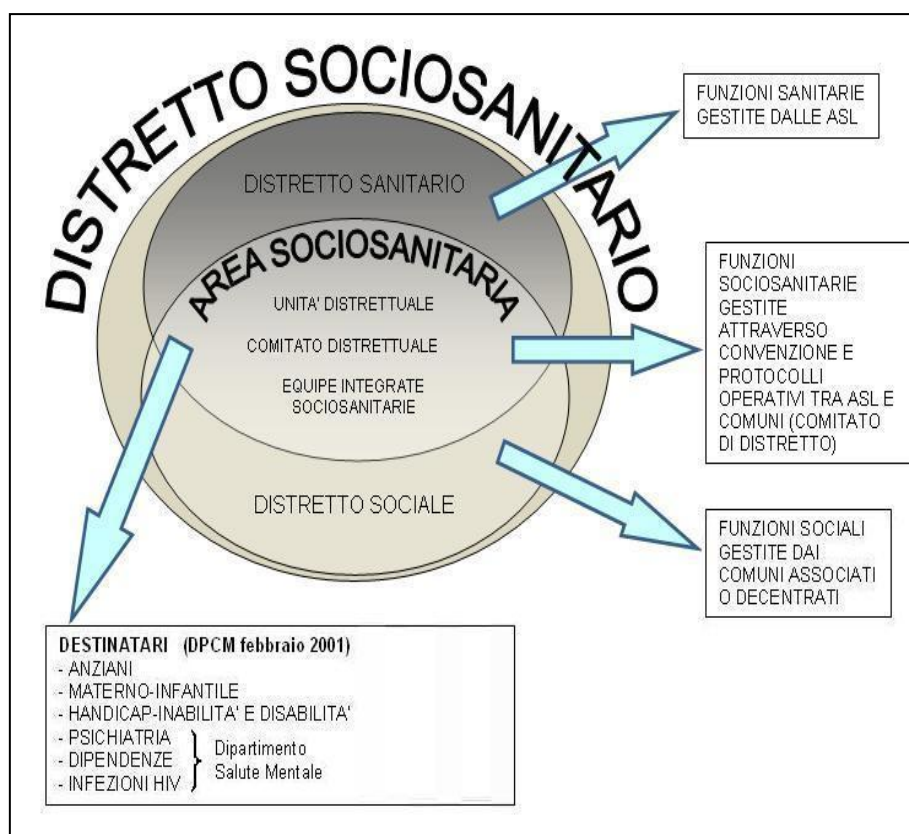 DISTRETTO SOCIOSANITARIO
FUNZIONI SANITARIE
GESTITE DALLE ASL
DISTRETTO SANITARIO
AREA SOCIOSANITARIA
UNITA' DISTRETTUALE
COMITATO DISTRETTUALE
EQUIPE INTEGRATE
SOCIOSANITARIE
FUNZIONI
SOCIOSANITARIE
GESTITE
ATTRAVERSO
CONVENZIONE E
PROTOCOLLI
OPERATIVI TRA ASL E
COMUNI (COMITATO
DI DISTRETTO)
DISTRETTO SOCIALE
FUNZIONI SOCIALI
GESTITE DAI
COMUNI ASSOCIATI
O DECENTRATI
DESTINATARI (DPCM febbraio 2001)
- ANZIANI
- MATERNO-INFANTILE
- HANDICAP-INABILITA' E DISABILITA'
- PSICHIATRIA
- DIPENDENZE
- INFEZIONI HIV
Dipartimento
Salute Mentale